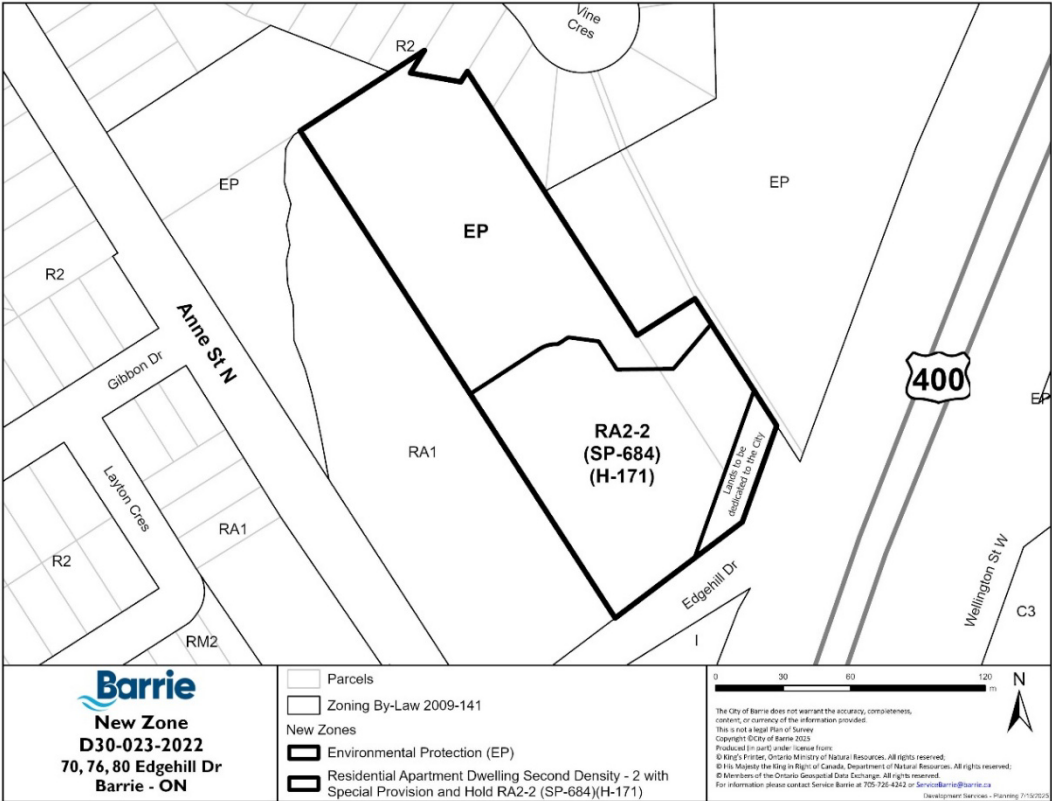 Vine
Cres
R2
EP
EP
EP
R2
Anne St N
Gibbon Dr
400
EP
RA2-2
(SP-684)
(H-171)
RA1
Lands to be
dedicated to the City
Layton Cres
RA1
R2
Edgehill Dr
Wellington St W
C3
RM2
I
Barrie
New Zone
D30-023-2022
70, 76, 80 Edgehill Dr
Barrie - ON
Parcels
Zoning By-Law 2009-141
New Zones
Environmental Protection (EP)
Residential Apartment Dwelling Second Density - 2 with
Special Provision and Hold RA2-2 (SP-684)(H-171)
0 30 60 120
m
N
The City of Barrie does not warrant the accuracy, completeness,
content, or currency of the information provided.
This is not a legal Plan of Survey
Copyright ©City of Barrie 2025
Produced (in part) under license from:
© King's Printer, Ontario Ministry of Natural Resources. All rights reserved;
© His Majesty the King in Right of Canada, Department of Natural Resources. All rights reserved;
© Members of the Ontario Geospatial Data Exchange. All rights reserved.
For information please contact Service Barrie at 705-726-4242 or ServiceBarrie@barrie.ca
Development Services - Planning 7/13/2025